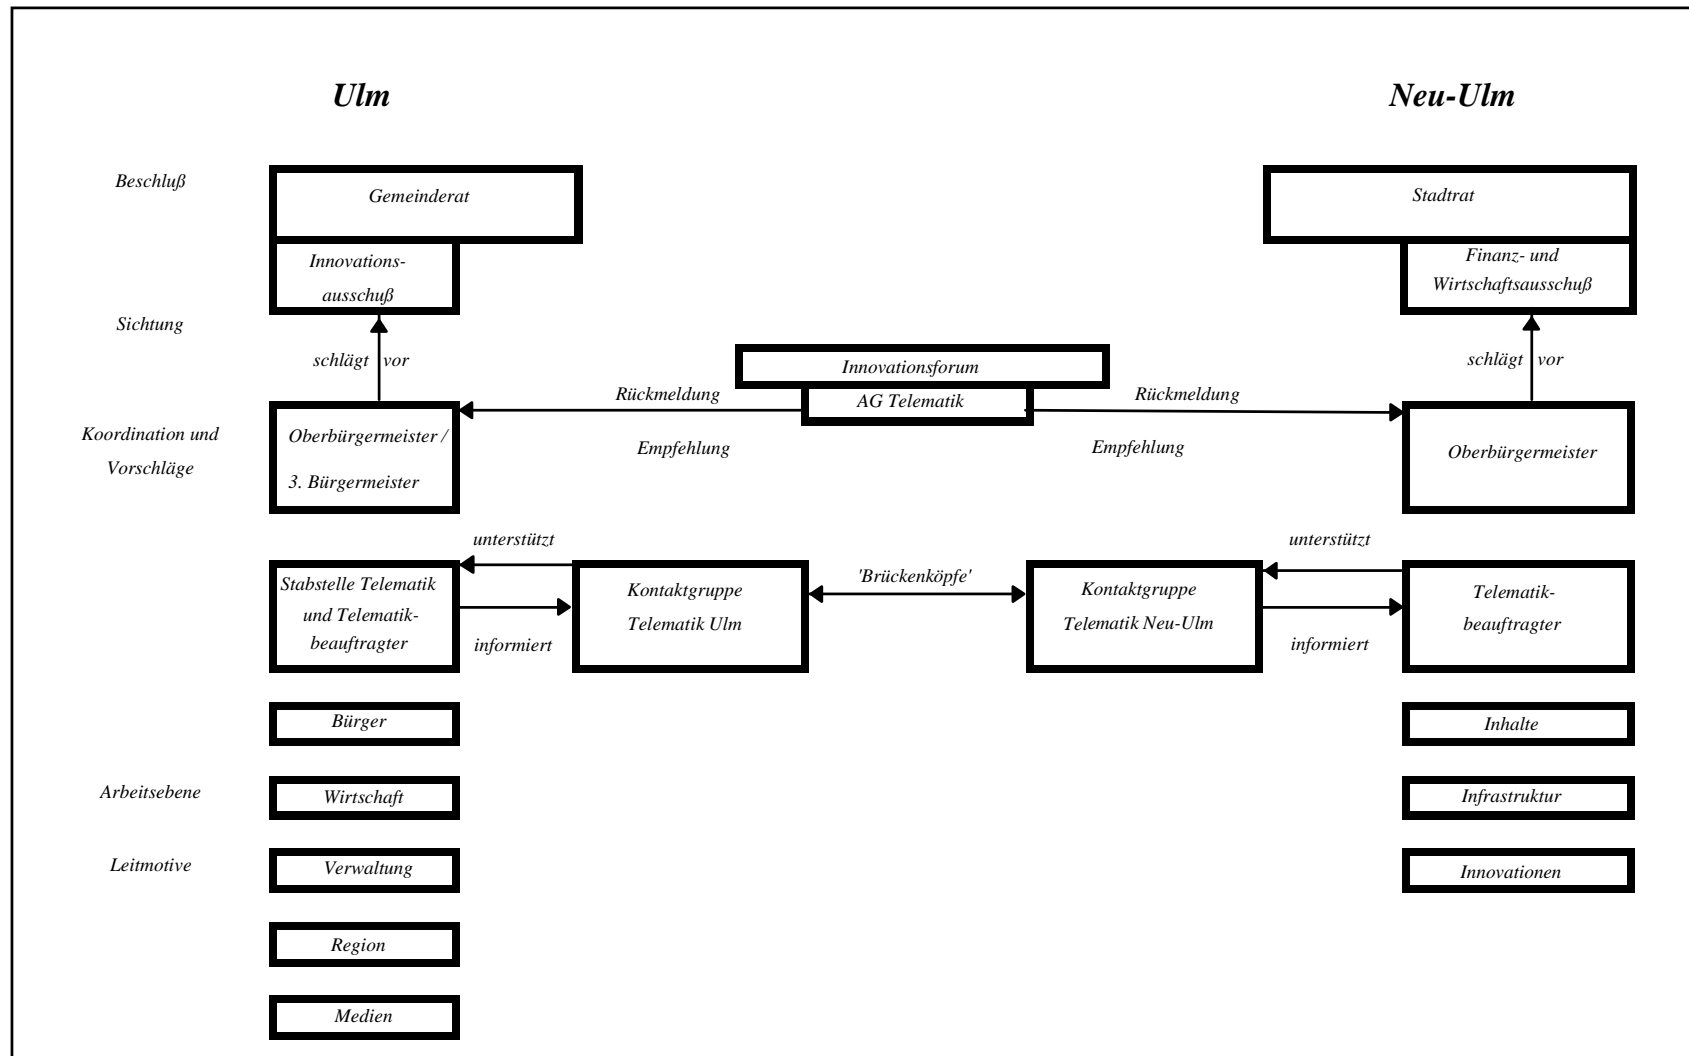 Ulm
Neu-Ulm
Beschluß
Gemeinderat
Stadtrat
Innovations-
ausschuß
Finanz- und
Wirtschaftsausschuß
Sichtung
schlägt vor
schlägt vor
Innovationsforum
AG Telematik
Rückmeldung
Rückmeldung
Empfehlung
Empfehlung
Koordination und
Vorschläge
Oberbürgermeister /
3. Bürgermeister
Oberbürgermeister
unterstützt
unterstützt
Stabstelle Telematik
und Telematik-
beauftragter
informiert
Kontaktgruppe
Telematik Ulm
'Brückenköpfe'
Kontaktgruppe
Telematik Neu-Ulm
informiert
Telematik-
beauftragter
Bürger
Inhalte
Arbeitsebene
Wirtschaft
Infrastruktur
Leitmotive
Verwaltung
Innovationen
Region
Medien